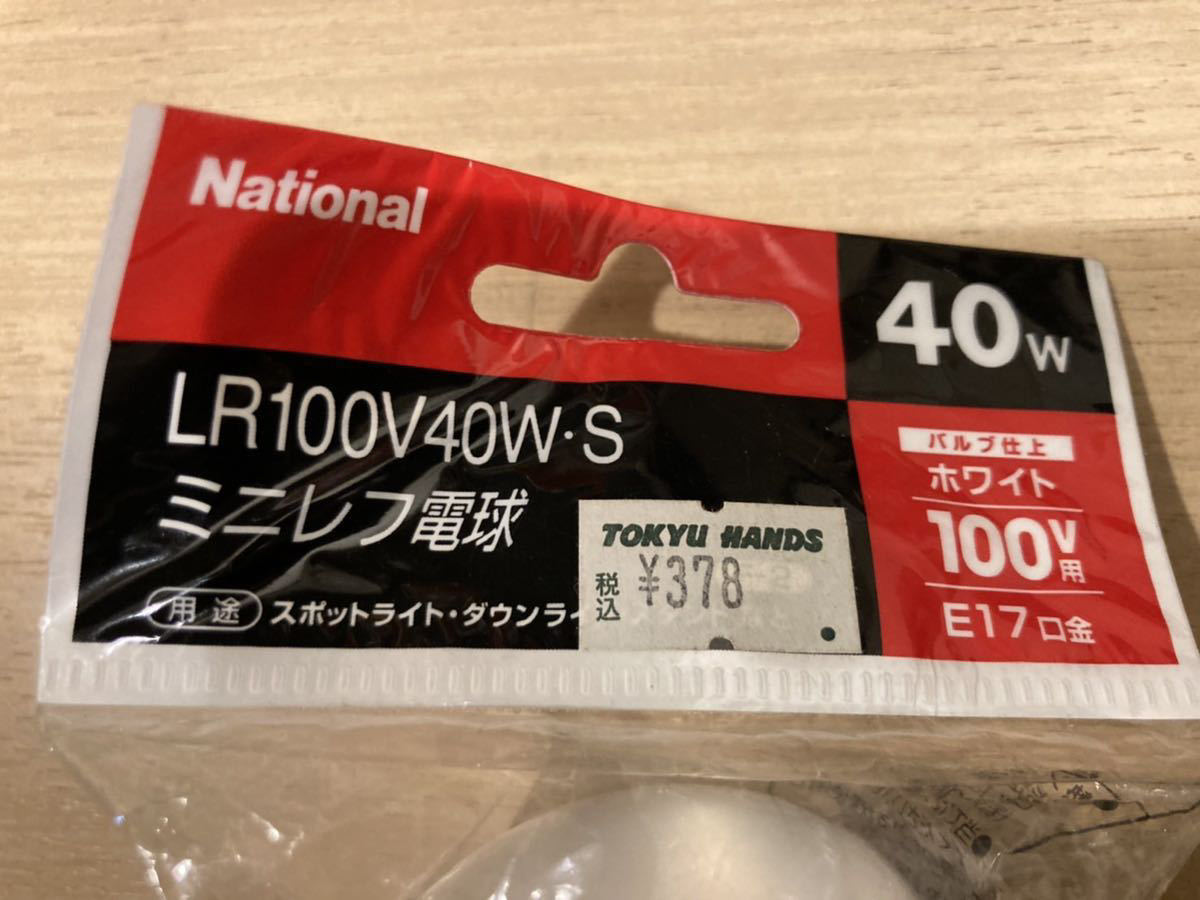 National
40W
LR100V40W・S
ミニレフ電球
用途 スポットライト・ダウンライ
バルブ仕上
ホワイト
100V用
E17口金
TOKYU HANDS
税込 ¥378